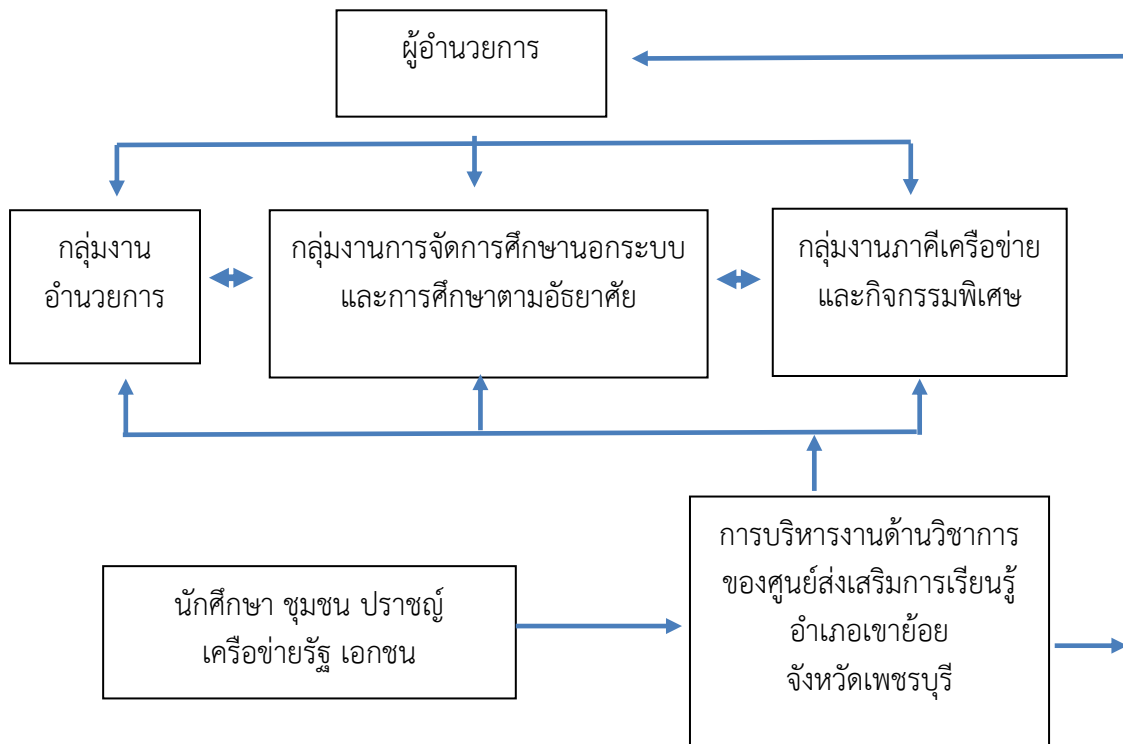 ผู้อำนวยการ
กลุ่มงาน
อำนวยการ
กลุ่มงานการจัดการศึกษานอกระบบ
และการศึกษาตามอัธยาศัย
กลุ่มงานภาคีเครือข่าย
และกิจกรรมพิเศษ
นักศึกษา ชุมชน ปราชญ์
เครือข่ายรัฐ เอกชน
การบริหารงานด้านวิชาการ
ของศูนย์ส่งเสริมการเรียนรู้
อำเภอเขาย้อย
จังหวัดเพชรบุรี